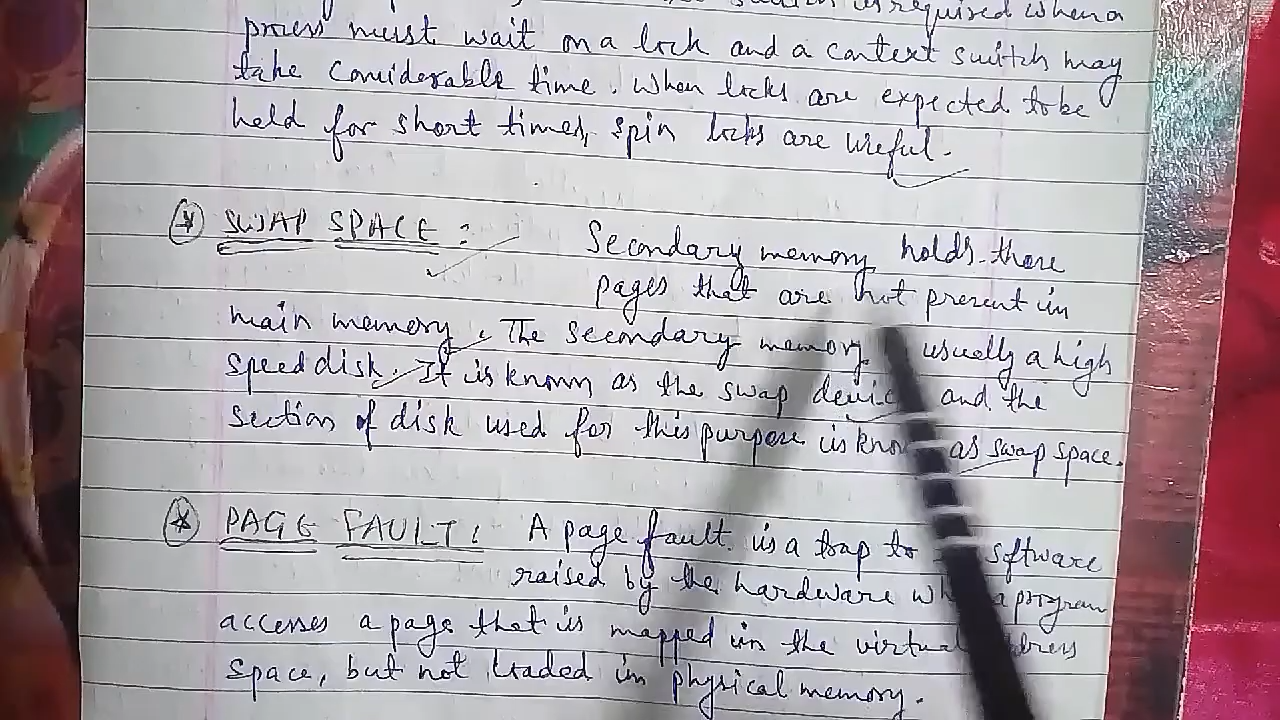 is required when a
process must wait on a lock and a context switch may
take considerable time. When locks are expected to be
held for short times, spin locks are useful.
SWAP SPACE : Secondary memory holds those
pages that are not present in
main memory. The secondary memory usually a high
speed disk. It is known as the swap device and the
section of disk used for this purpose is known as swap space.
PAGE FAULT : A page fault is a trap to software
raised by the hardware when a program
accesses a page that is mapped in the virtual address
space, but not loaded in physical memory.